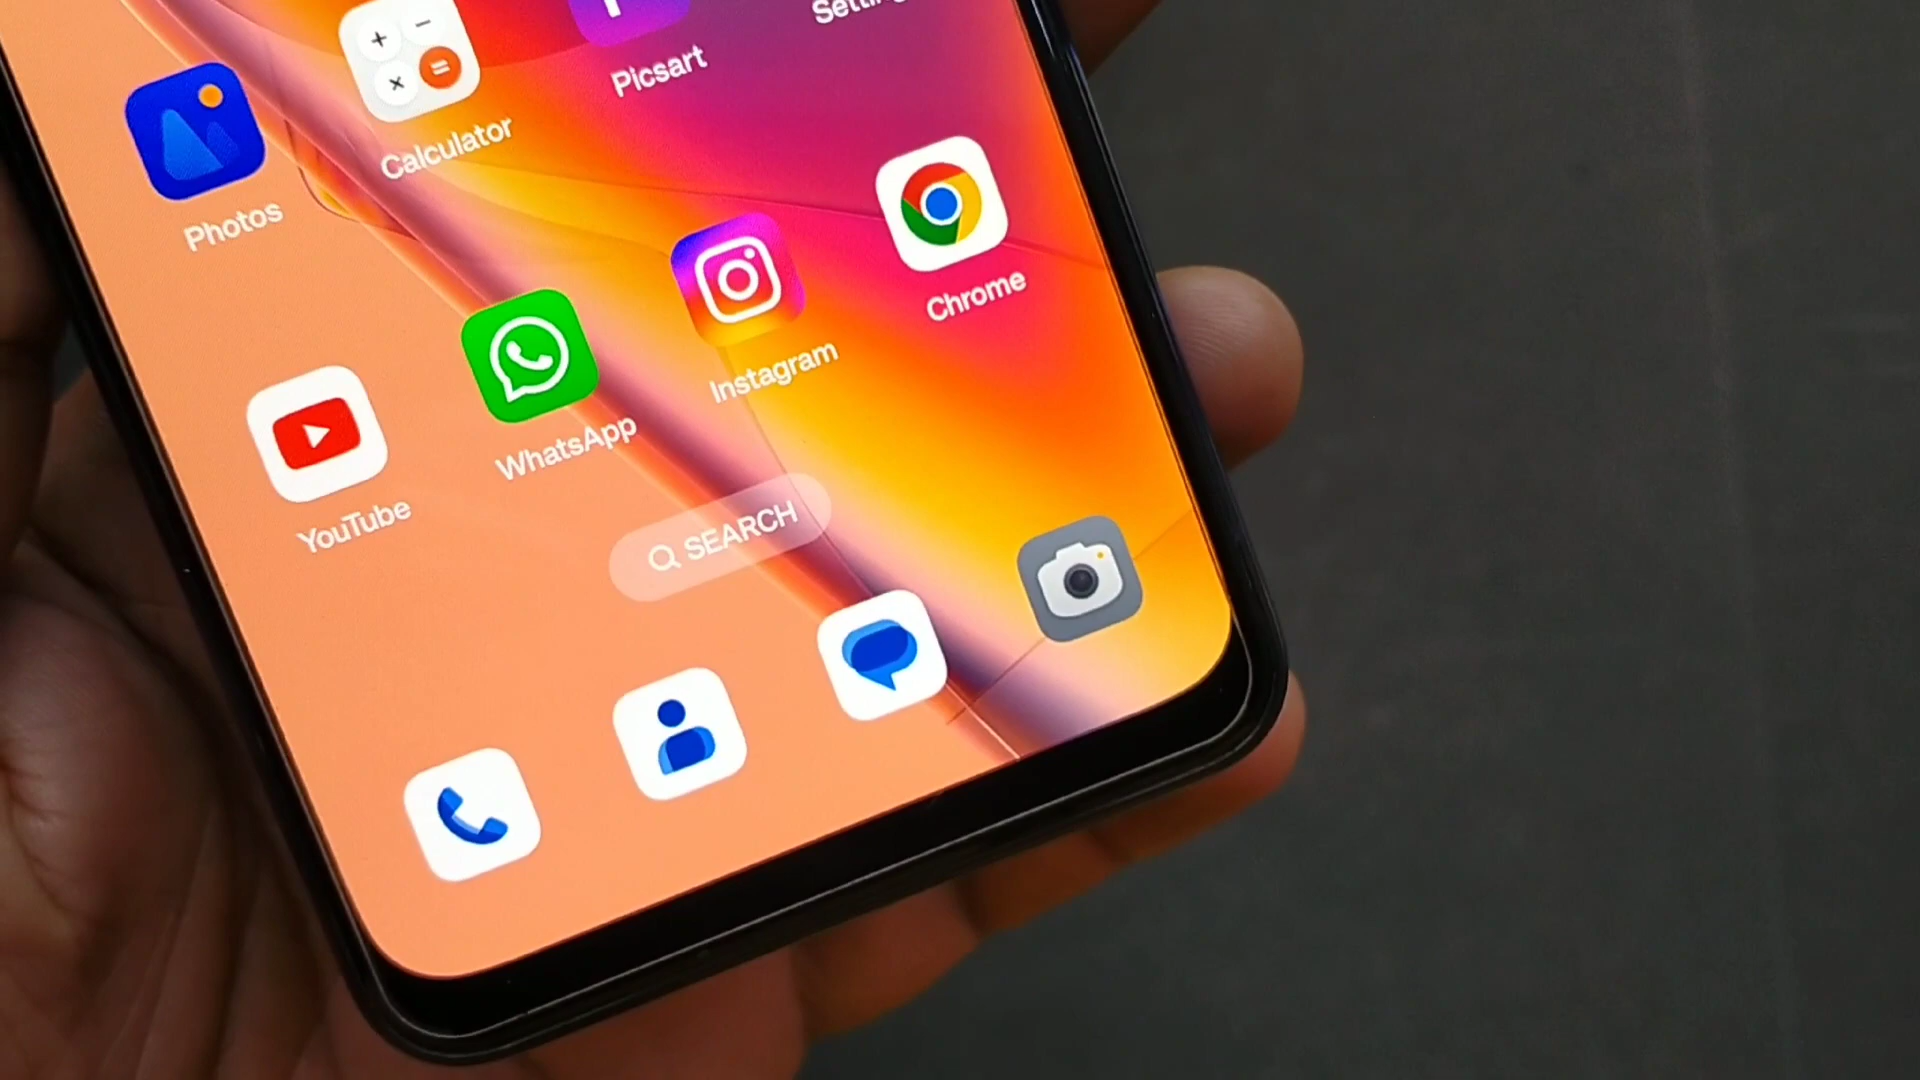 Picsart
Calculator
Photos
Chrome
Instagram
WhatsApp
YouTube
SEARCH